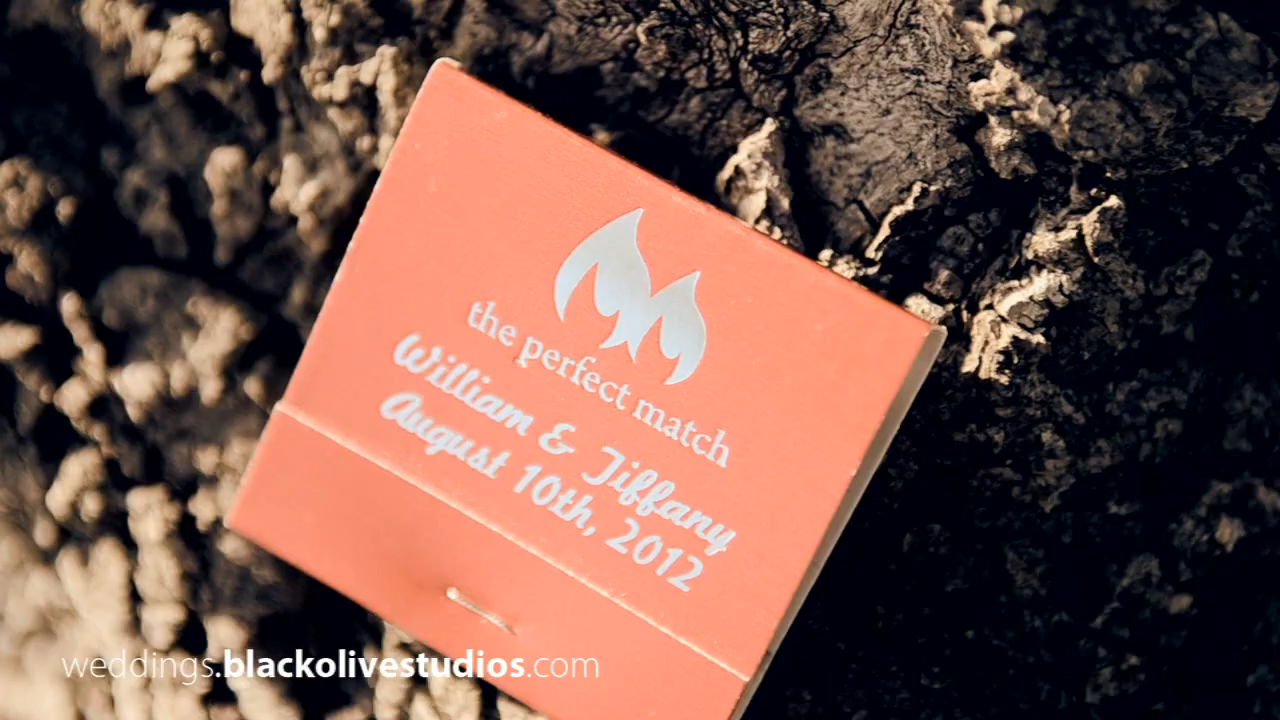 the perfect match
William & Tiffany
August 10th, 2012
weddings.blackolivestudios.com